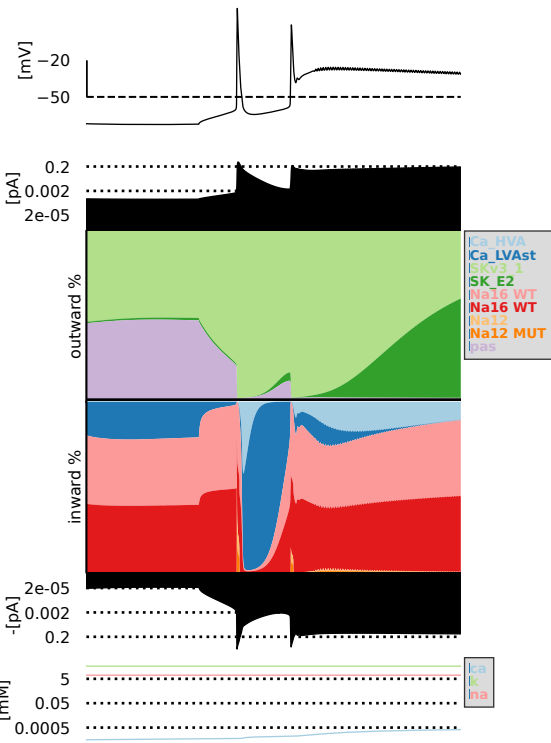 [mV]
−20
−50
[pA]
0.2
0.002
2e-05
outward %
Ca_HVA
Ca_LVAst
SKv3_1
SK_E2
Na16 WT
Na16 WT
Na12
Na12 MUT
pas
inward %
-[pA]
2e-05
0.002
0.2
[mM]
5
0.05
0.0005
ca
k
na